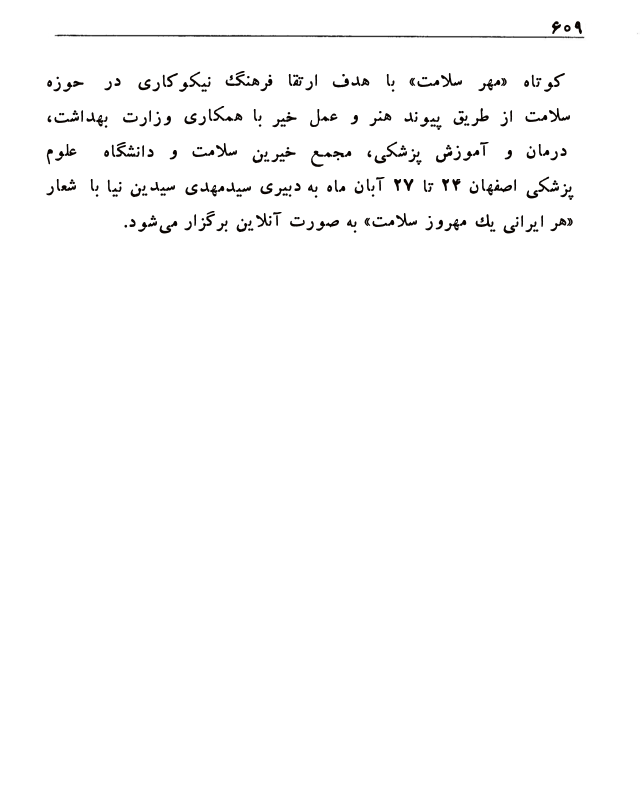 ۶۰۹
کوتاه «مهر سلامت» با هدف ارتقا فرهنگ نیکوکاری در حوزه
سلامت از طریق پیوند هنر و عمل خیر با همکاری وزارت بهداشت،
درمان و آموزش پزشکی، مجمع خیرین سلامت و دانشگاه علوم
پزشکی اصفهان ۲۴ تا ۲۷ آبان ماه به دبیری سیدمهدی سیدین نیا با شعار
«هر ایرانی یك مهروز سلامت» به صورت آنلاین برگزار می‌شود.